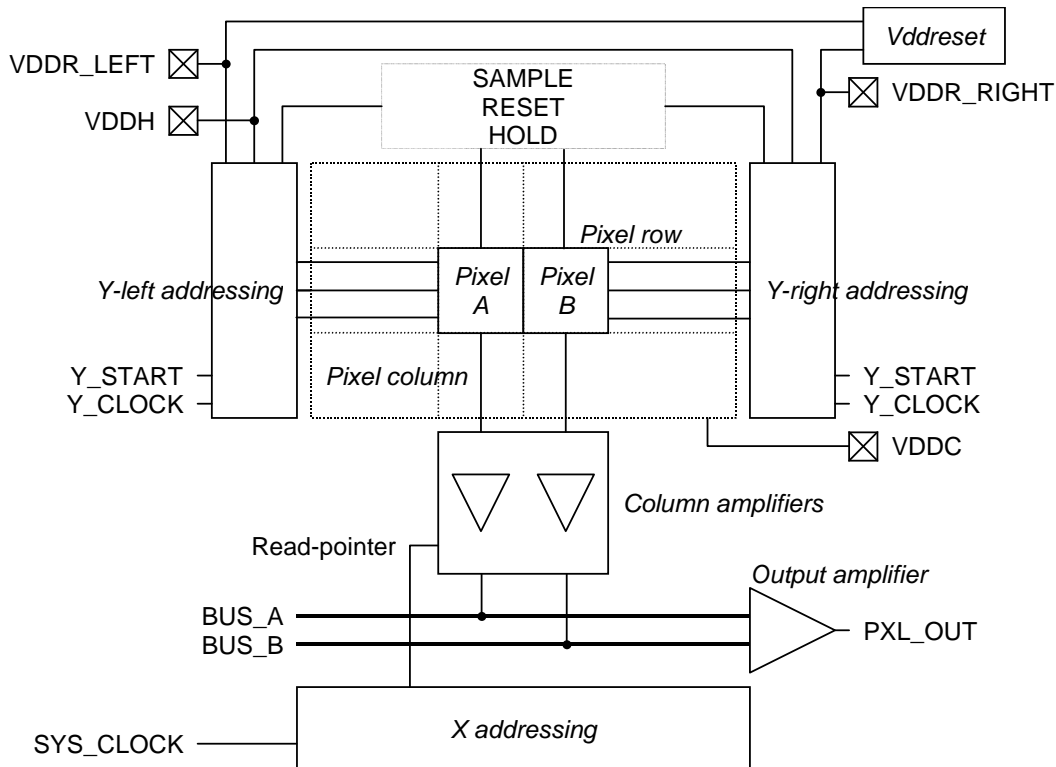 Vddreset
VDDR_LEFT
SAMPLE
RESET
HOLD
VDDR_RIGHT
VDDH
Pixel row
Y-left addressing
Pixel
A
Pixel
B
Y-right addressing
Pixel column
Y_START
Y_CLOCK
Y_START
Y_CLOCK
VDDC
Column amplifiers
Read-pointer
Output amplifier
BUS_A
BUS_B
PXL_OUT
X addressing
SYS_CLOCK